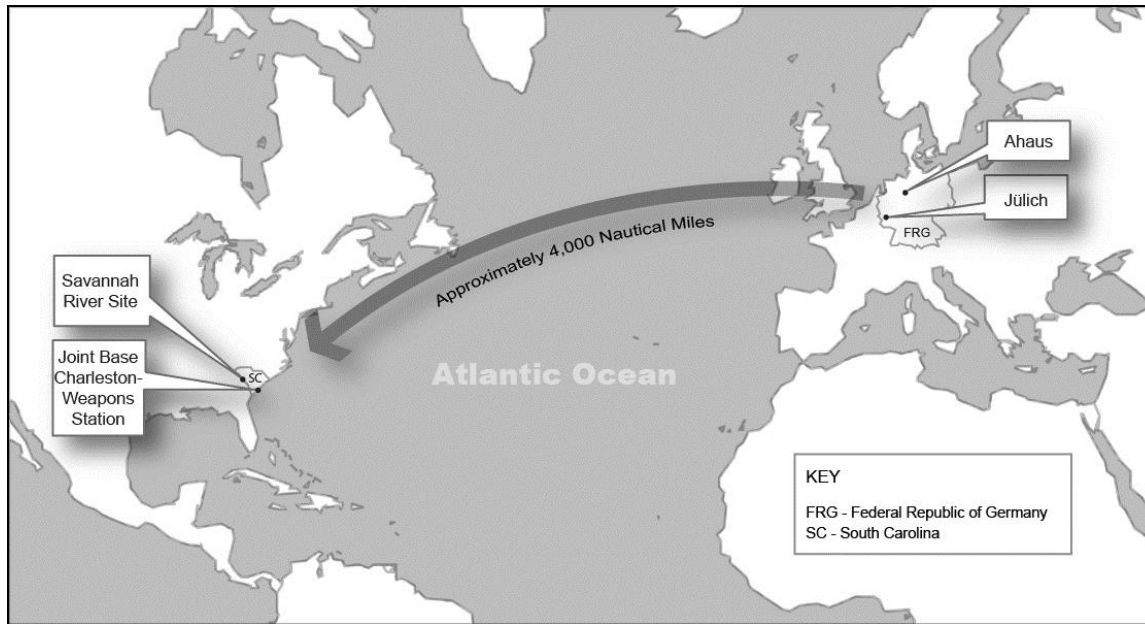 Ahaus
Jülich
FRG
Approximately 4,000 Nautical Miles
Savannah
River Site
Joint Base
Charleston-
Weapons
Station
SC
Atlantic Ocean
KEY
FRG - Federal Republic of Germany
SC - South Carolina